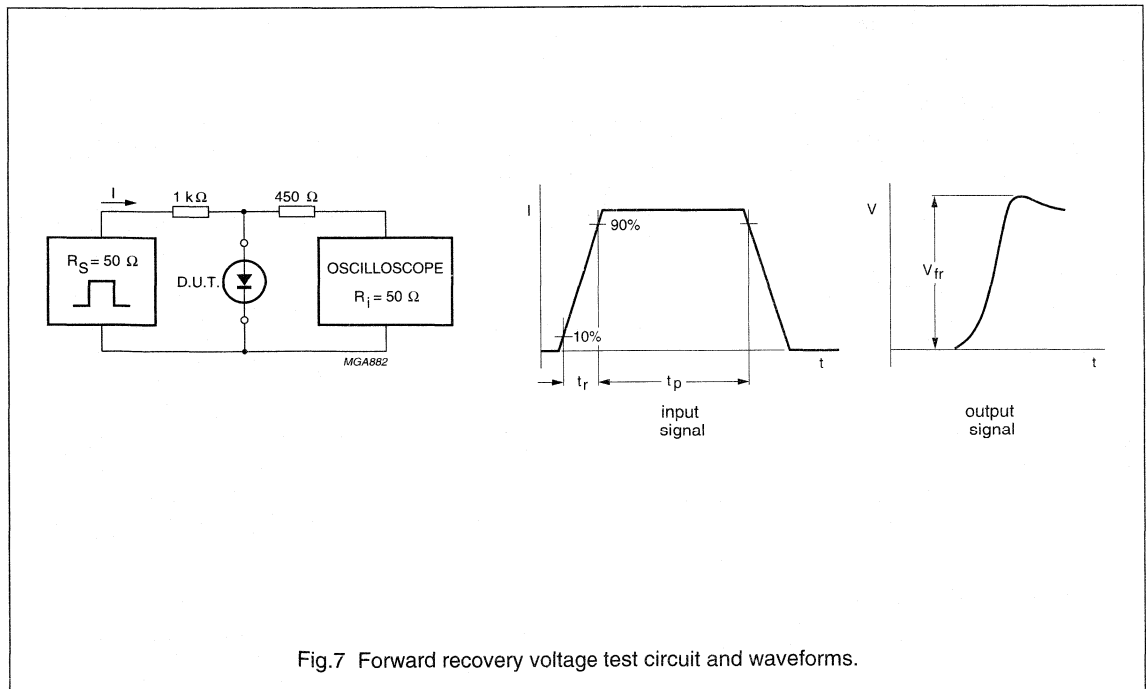 I
1 kΩ
450 Ω
R_S = 50 Ω
D.U.T.
OSCILLOSCOPE
R_i = 50 Ω
MGA882
I
90%
10%
t
t_r
t_p
input
signal
V
V_fr
t
output
signal
Fig.7 Forward recovery voltage test circuit and waveforms.